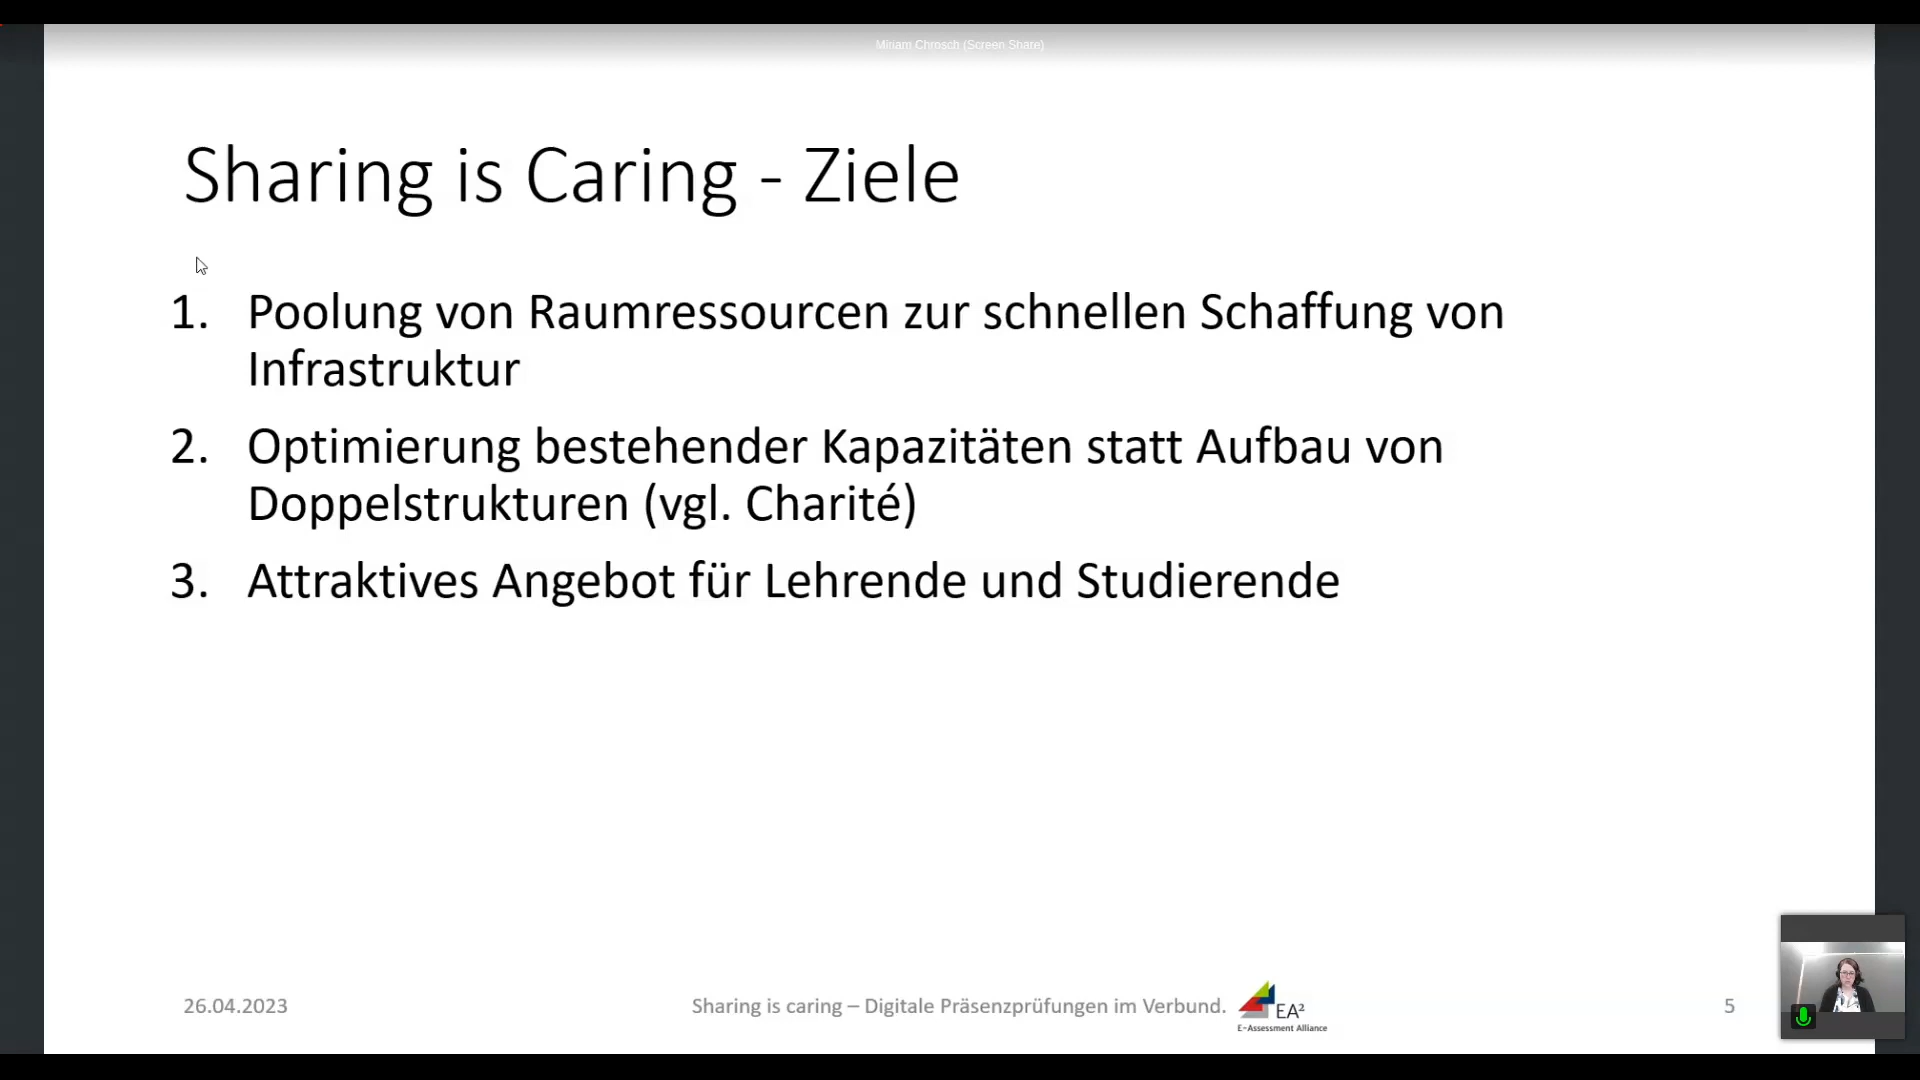 Miriam Chrosch (Screen Share)
Sharing is Caring - Ziele
1. Poolung von Raumressourcen zur schnellen Schaffung von
Infrastruktur
2. Optimierung bestehender Kapazitäten statt Aufbau von
Doppelstrukturen (vgl. Charité)
3. Attraktives Angebot für Lehrende und Studierende
26.04.2023
Sharing is caring – Digitale Präsenzprüfungen im Verbund.
EA²
E-Assessment Alliance
5